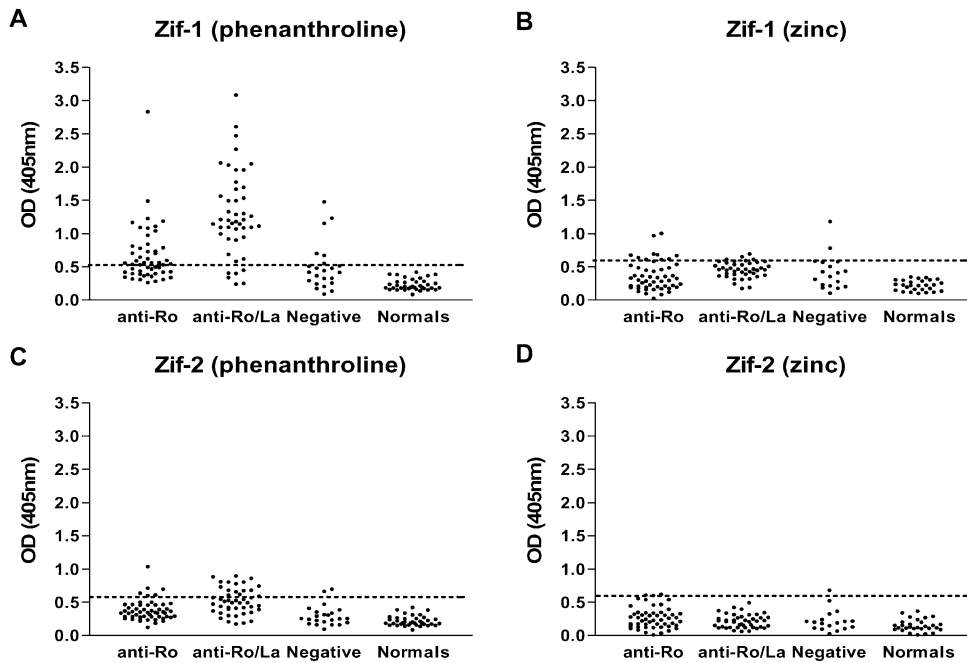 A
Zif-1 (phenanthroline)
OD (405nm)
3.5
3.0
2.5
2.0
1.5
1.0
0.5
0.0
anti-Ro anti-Ro/La Negative Normals
B
Zif-1 (zinc)
OD (405nm)
3.5
3.0
2.5
2.0
1.5
1.0
0.5
0.0
anti-Ro anti-Ro/La Negative Normals
C
Zif-2 (phenanthroline)
OD (405nm)
3.5
3.0
2.5
2.0
1.5
1.0
0.5
0.0
anti-Ro anti-Ro/La Negative Normals
D
Zif-2 (zinc)
OD (405nm)
3.5
3.0
2.5
2.0
1.5
1.0
0.5
0.0
anti-Ro anti-Ro/La Negative Normals